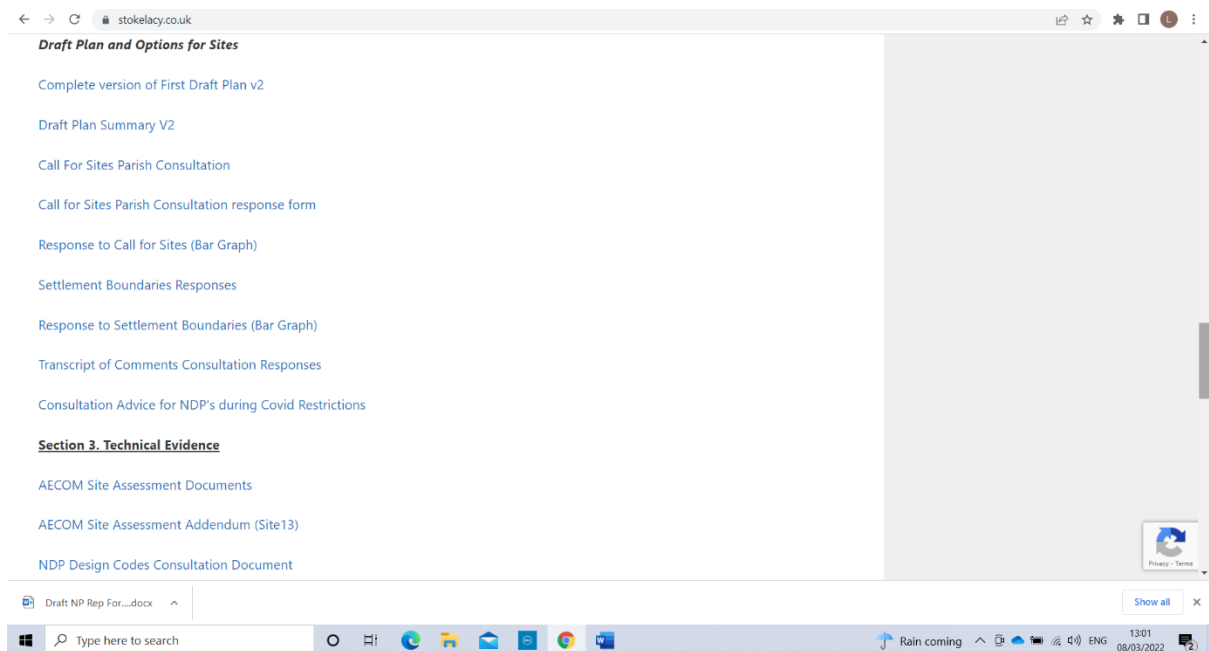 stokelacy.co.uk
L
Draft Plan and Options for Sites
Complete version of First Draft Plan v2
Draft Plan Summary V2
Call For Sites Parish Consultation
Call for Sites Parish Consultation response form
Response to Call for Sites (Bar Graph)
Settlement Boundaries Responses
Response to Settlement Boundaries (Bar Graph)
Transcript of Comments Consultation Responses
Consultation Advice for NDP's during Covid Restrictions
Section 3. Technical Evidence
AECOM Site Assessment Documents
AECOM Site Assessment Addendum (Site13)
NDP Design Codes Consultation Document
Privacy - Terms
Draft NP Rep For....docx
Show all
Type here to search
Rain coming
ENG
13:01
08/03/2022
2